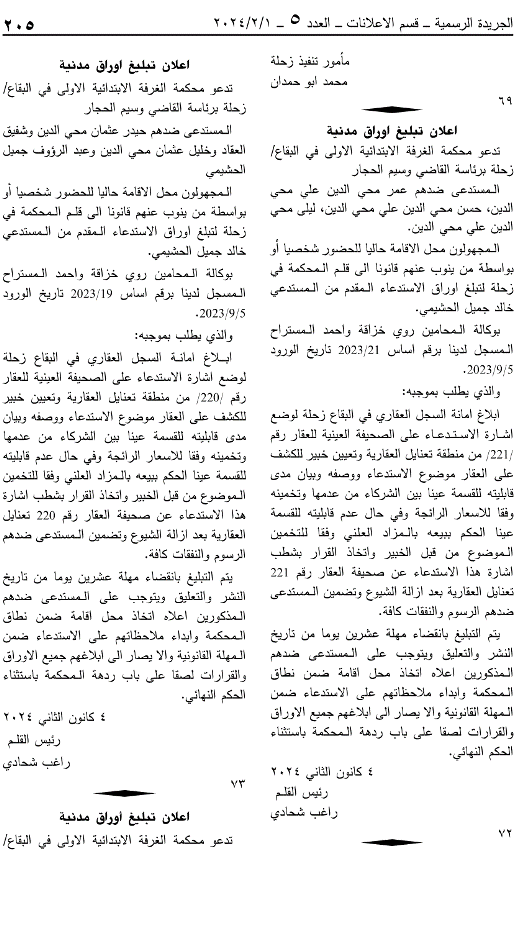 الجريدة الرسمية ــ قسم الاعلانات ــ العدد ٥ ــ ٢٠٢٤/٢/١
٢٠٥
مأمور تنفيذ زحلة
محمد ابو حمدان
٦٩
اعلان تبليغ اوراق مدنية
تدعو محكمة الغرفة الابتدائية الاولى في البقاع/
زحلة برئاسة القاضي وسيم الحجار
المستدعى ضدهم عمر محي الدين علي محي
الدين، حسن محي الدين علي محي الدين، ليلى محي
الدين علي محي الدين.
المجهولون محل الاقامة حاليا للحضور شخصيا أو
بواسطة من ينوب عنهم قانونا الى قلم المحكمة في
زحلة لتبلغ اوراق الاستدعاء المقدم من المستدعي
خالد جميل الحشيمي.
بوكالة المحامين روي خزاقة واحمد المستراح
المسجل لدينا برقم اساس 2023/21 تاريخ الورود
2023/9/5.
والذي يطلب بموجبه:
ابلاغ امانة السجل العقاري في البقاع زحلة لوضع
اشارة الاستدعاء على الصحيفة العينية للعقار رقم
/221/ من منطقة تعنايل العقارية وتعيين خبير للكشف
على العقار موضوع الاستدعاء ووصفه وبيان مدى
قابليته للقسمة عينا بين الشركاء من عدمها وتخمينه
وفقا للاسعار الرائجة وفي حال عدم قابليته للقسمة
عينا الحكم ببيعه بالمزاد العلني وفقا للتخمين
الموضوع من قبل الخبير واتخاذ القرار بشطب
اشارة هذا الاستدعاء عن صحيفة العقار رقم 221
تعنايل العقارية بعد ازالة الشيوع وتضمين المستدعى
ضدهم الرسوم والنفقات كافة.
يتم التبليغ بانقضاء مهلة عشرين يوما من تاريخ
النشر والتعليق ويتوجب على المستدعى ضدهم
المذكورين اعلاه اتخاذ محل اقامة ضمن نطاق
المحكمة وابداء ملاحظاتهم على الاستدعاء ضمن
المهلة القانونية والا يصار الى ابلاغهم جميع الاوراق
والقرارات لصقا على باب ردهة المحكمة باستثناء
الحكم النهائي.
٤ كانون الثاني ٢٠٢٤
رئيس القلم
راغب شحادي
٧٢
اعلان تبليغ اوراق مدنية
تدعو محكمة الغرفة الابتدائية الاولى في البقاع/
زحلة برئاسة القاضي وسيم الحجار
المستدعى ضدهم حيدر عثمان محي الدين وشفيق
العقاد وخليل عثمان محي الدين وعبد الرؤوف جميل
الحشيمي
المجهولون محل الاقامة حاليا للحضور شخصيا أو
بواسطة من ينوب عنهم قانونا الى قلم المحكمة في
زحلة لتبلغ اوراق الاستدعاء المقدم من المستدعي
خالد جميل الحشيمي.
بوكالة المحامين روي خزاقة واحمد المستراح
المسجل لدينا برقم اساس 2023/19 تاريخ الورود
2023/9/5.
والذي يطلب بموجبه:
ابلاغ امانة السجل العقاري في البقاع زحلة
لوضع اشارة الاستدعاء على الصحيفة العينية للعقار
رقم /220/ من منطقة تعنايل العقارية وتعيين خبير
للكشف على العقار موضوع الاستدعاء ووصفه وبيان
مدى قابليته للقسمة عينا بين الشركاء من عدمها
وتخمينه وفقا للاسعار الرائجة وفي حال عدم قابليته
للقسمة عينا الحكم ببيعه بالمزاد العلني وفقا للتخمين
الموضوع من قبل الخبير واتخاذ القرار بشطب اشارة
هذا الاستدعاء عن صحيفة العقار رقم 220 تعنايل
العقارية بعد ازالة الشيوع وتضمين المستدعى ضدهم
الرسوم والنفقات كافة.
يتم التبليغ بانقضاء مهلة عشرين يوما من تاريخ
النشر والتعليق ويتوجب على المستدعى ضدهم
المذكورين اعلاه اتخاذ محل اقامة ضمن نطاق
المحكمة وابداء ملاحظاتهم على الاستدعاء ضمن
المهلة القانونية والا يصار الى ابلاغهم جميع الاوراق
والقرارات لصقا على باب ردهة المحكمة باستثناء
الحكم النهائي.
٤ كانون الثاني ٢٠٢٤
رئيس القلم
راغب شحادي
٧٣
اعلان تبليغ أوراق مدنية
تدعو محكمة الغرفة الابتدائية الاولى في البقاع/